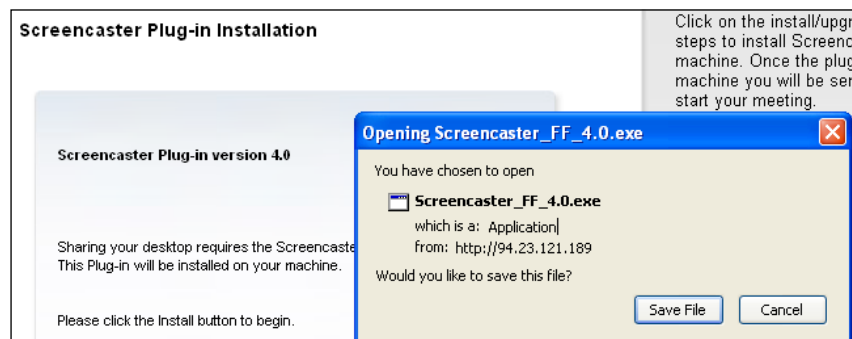 Screencaster Plug-in Installation
Click on the install/upgr
steps to install Screenc
machine. Once the plug
machine you will be ser
start your meeting.
Screencaster Plug-in version 4.0
Sharing your desktop requires the Screencaste
This Plug-in will be installed on your machine.
Please click the Install button to begin.
Opening Screencaster_FF_4.0.exe
You have chosen to open
Screencaster_FF_4.0.exe
which is a: Application
from: http://94.23.121.189
Would you like to save this file?
Save File
Cancel